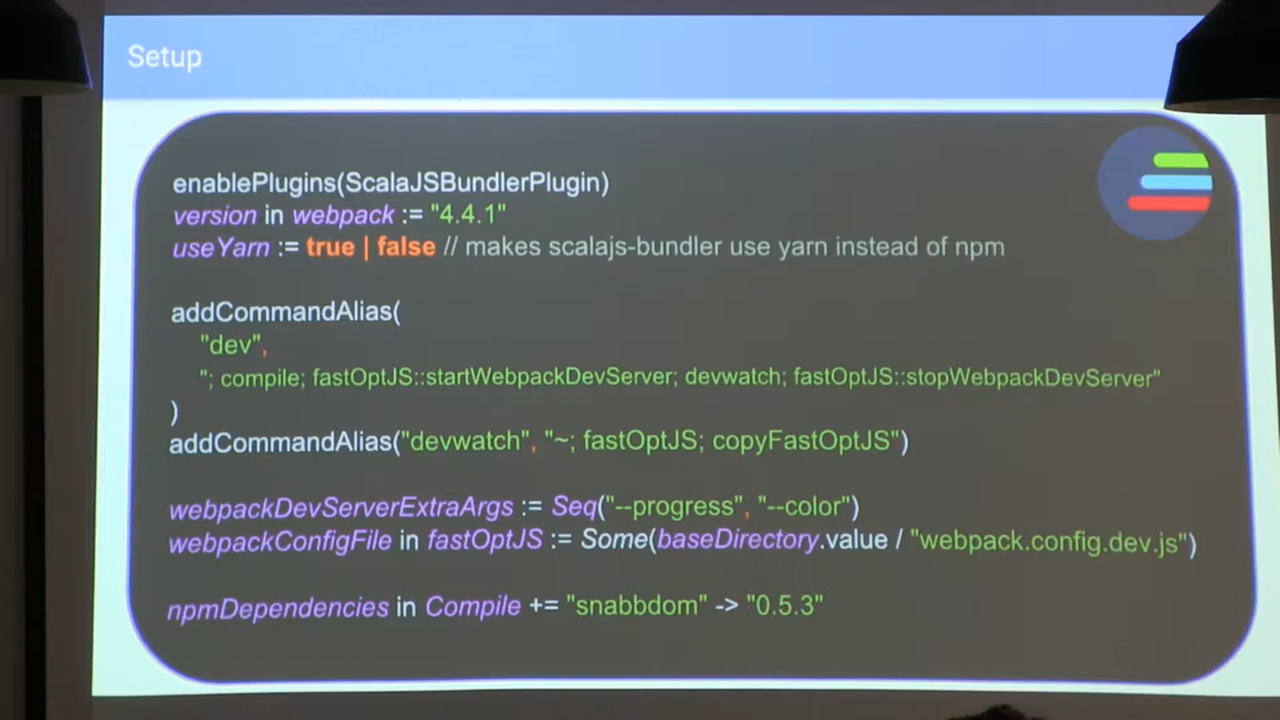 Setup
enablePlugins(ScalaJSBundlerPlugin)
version in webpack := "4.4.1"
useYarn := true | false // makes scalajs-bundler use yarn instead of npm
addCommandAlias(
"dev",
"; compile; fastOptJS::startWebpackDevServer; devwatch; fastOptJS::stopWebpackDevServer"
)
addCommandAlias("devwatch", "~; fastOptJS; copyFastOptJS")
webpackDevServerExtraArgs := Seq("--progress", "--color")
webpackConfigFile in fastOptJS := Some(baseDirectory.value / "webpack.config.dev.js")
npmDependencies in Compile += "snabbdom" -> "0.5.3"